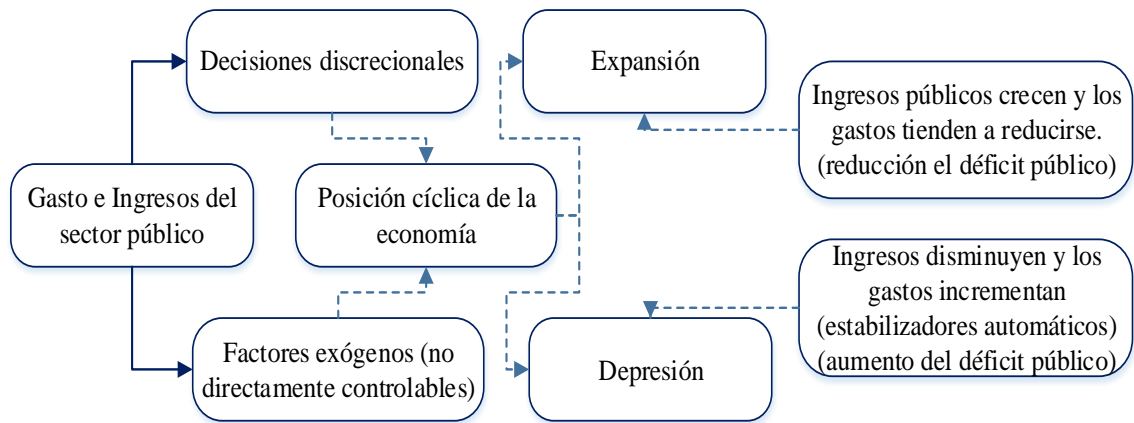 Decisiones discrecionales
Expansión
Ingresos públicos crecen y los
gastos tienden a reducirse.
(reducción el déficit público)
Gasto e Ingresos del
sector público
Posición cíclica de la
economía
Ingresos disminuyen y los
gastos incrementan
(estabilizadores automáticos)
(aumento del déficit público)
Factores exógenos (no
directamente controlables)
Depresión